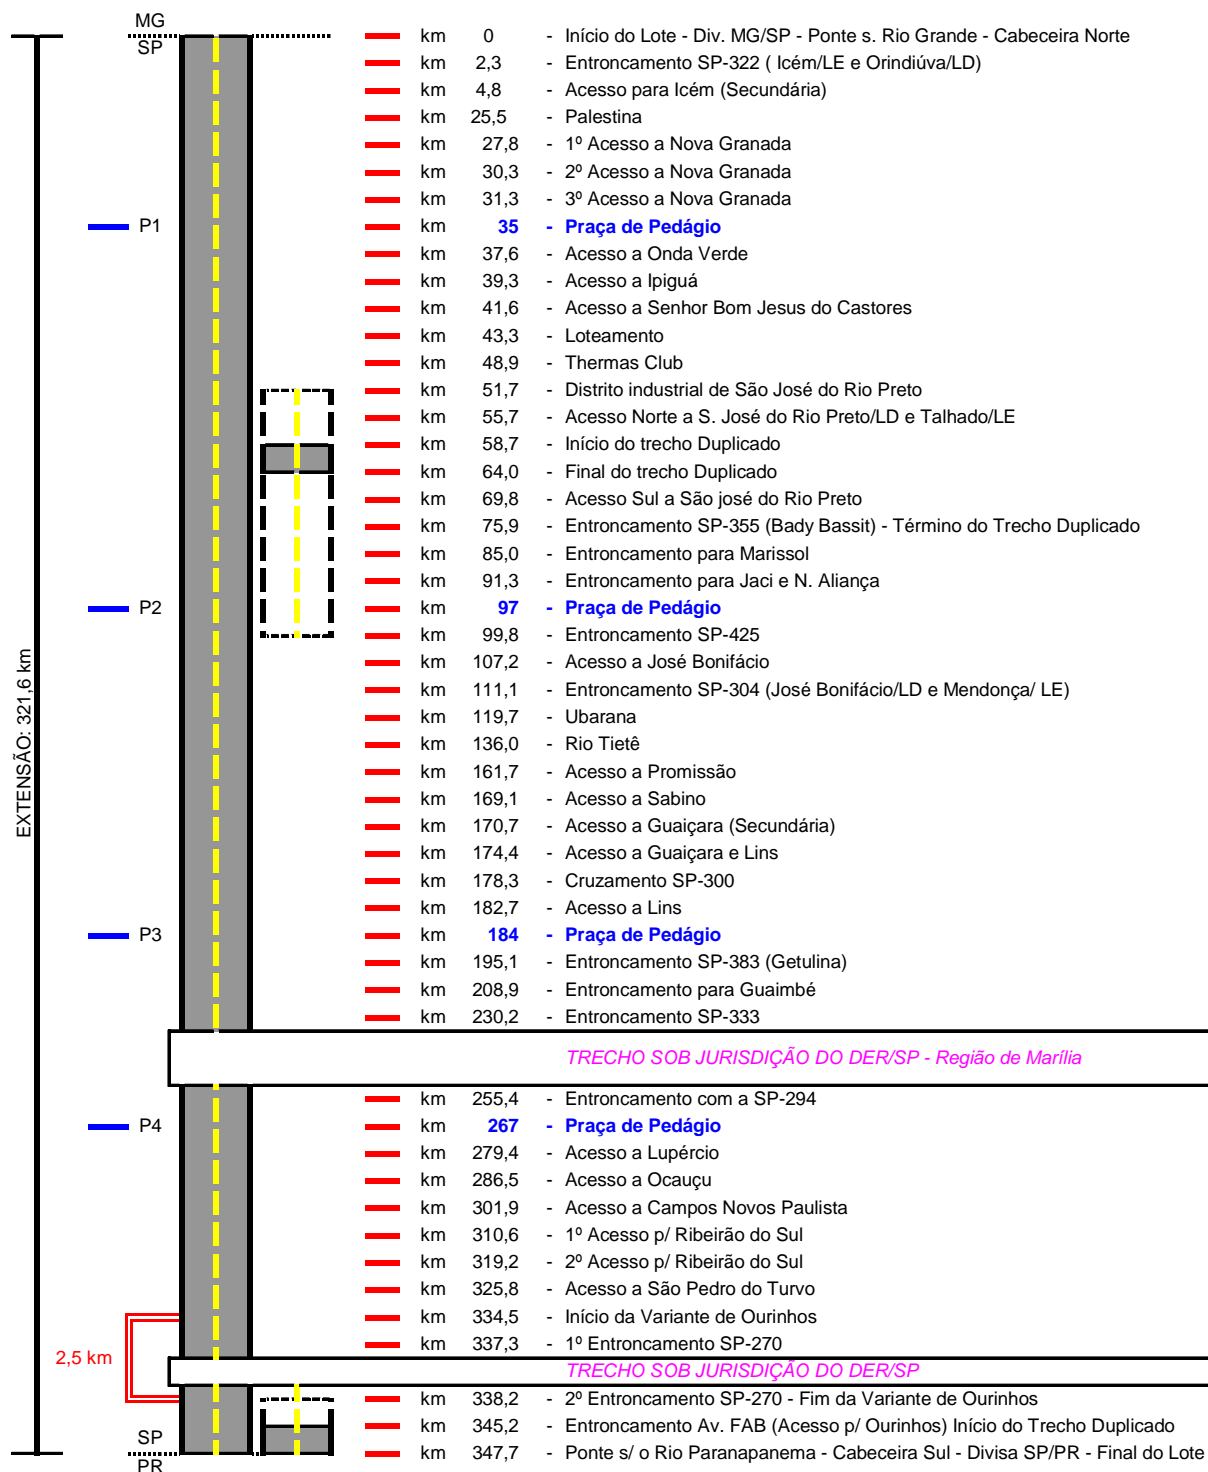 MG
SP
km 0 - Início do Lote - Div. MG/SP - Ponte s. Rio Grande - Cabeceira Norte
km 2,3 - Entroncamento SP-322 ( Icém/LE e Orindiúva/LD)
km 4,8 - Acesso para Icém (Secundária)
km 25,5 - Palestina
km 27,8 - 1º Acesso a Nova Granada
km 30,3 - 2º Acesso a Nova Granada
km 31,3 - 3º Acesso a Nova Granada
P1 km 35 - Praça de Pedágio
km 37,6 - Acesso a Onda Verde
km 39,3 - Acesso a Ipiguá
km 41,6 - Acesso a Senhor Bom Jesus do Castores
km 43,3 - Loteamento
km 48,9 - Thermas Club
km 51,7 - Distrito industrial de São José do Rio Preto
km 55,7 - Acesso Norte a S. José do Rio Preto/LD e Talhado/LE
km 58,7 - Início do trecho Duplicado
km 64,0 - Final do trecho Duplicado
km 69,8 - Acesso Sul a São josé do Rio Preto
km 75,9 - Entroncamento SP-355 (Bady Bassit) - Término do Trecho Duplicado
km 85,0 - Entroncamento para Marissol
km 91,3 - Entroncamento para Jaci e N. Aliança
P2 km 97 - Praça de Pedágio
km 99,8 - Entroncamento SP-425
km 107,2 - Acesso a José Bonifácio
km 111,1 - Entroncamento SP-304 (José Bonifácio/LD e Mendonça/ LE)
km 119,7 - Ubarana
km 136,0 - Rio Tietê
EXTENSÃO: 321,6 km
km 161,7 - Acesso a Promissão
km 169,1 - Acesso a Sabino
km 170,7 - Acesso a Guaiçara (Secundária)
km 174,4 - Acesso a Guaiçara e Lins
km 178,3 - Cruzamento SP-300
km 182,7 - Acesso a Lins
P3 km 184 - Praça de Pedágio
km 195,1 - Entroncamento SP-383 (Getulina)
km 208,9 - Entroncamento para Guaimbé
km 230,2 - Entroncamento SP-333
TRECHO SOB JURISDIÇÃO DO DER/SP - Região de Marília
km 255,4 - Entroncamento com a SP-294
P4 km 267 - Praça de Pedágio
km 279,4 - Acesso a Lupércio
km 286,5 - Acesso a Ocauçu
km 301,9 - Acesso a Campos Novos Paulista
km 310,6 - 1º Acesso p/ Ribeirão do Sul
km 319,2 - 2º Acesso p/ Ribeirão do Sul
km 325,8 - Acesso a São Pedro do Turvo
km 334,5 - Início da Variante de Ourinhos
km 337,3 - 1º Entroncamento SP-270
2,5 km
TRECHO SOB JURISDIÇÃO DO DER/SP
km 338,2 - 2º Entroncamento SP-270 - Fim da Variante de Ourinhos
km 345,2 - Entroncamento Av. FAB (Acesso p/ Ourinhos) Início do Trecho Duplicado
SP
km 347,7 - Ponte s/ o Rio Paranapanema - Cabeceira Sul - Divisa SP/PR - Final do Lote
PR